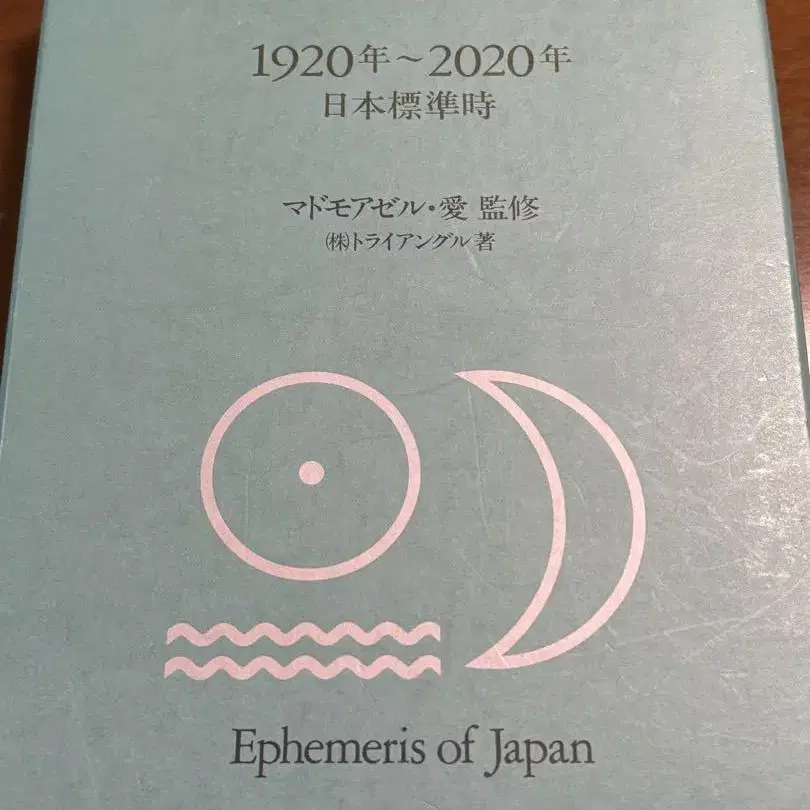 1920年～2020年
日本標準時
マドモアゼル・愛 監修
㈱トライアングル著
Ephemeris of Japan